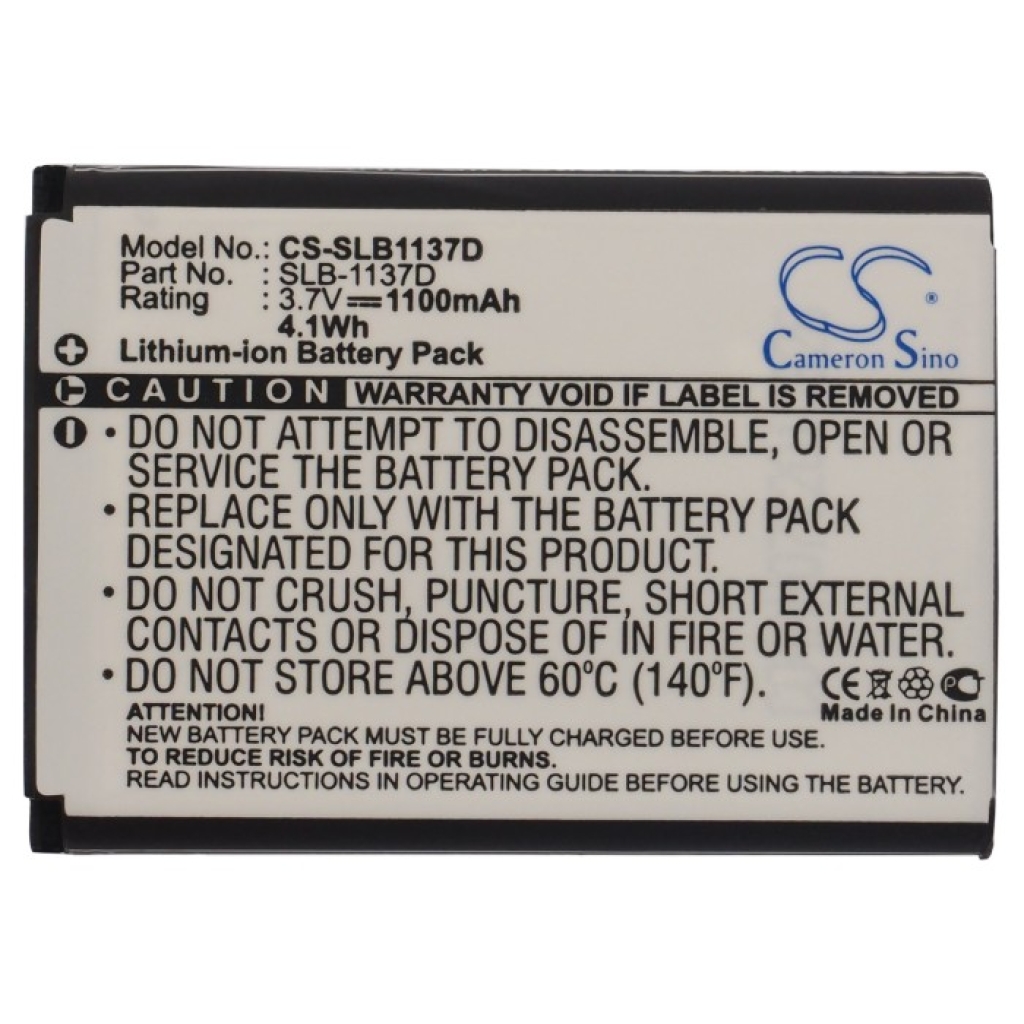 Model No.: CS-SLB1137D
Part No. : SLB-1137D
Rating : 3.7V 1100mAh
4.1Wh
Lithium-ion Battery Pack
CS®
Cameron Sino
+ T -
CAUTION WARRANTY VOID IF LABEL IS REMOVED
• DO NOT ATTEMPT TO DISASSEMBLE, OPEN OR
SERVICE THE BATTERY PACK.
• REPLACE ONLY WITH THE BATTERY PACK
DESIGNATED FOR THIS PRODUCT.
• DO NOT CRUSH, PUNCTURE, SHORT EXTERNAL
CONTACTS OR DISPOSE OF IN FIRE OR WATER.
• DO NOT STORE ABOVE 60°C (140°F).
CE PCT
Made In China
ATTENTION!
NEW BATTERY PACK MUST BE FULLY CHARGED BEFORE USE.
TO REDUCE RISK OF FIRE OR BURNS.
READ INSTRUCTIONS IN OPERATING GUIDE BEFORE USING THE BATTERY.